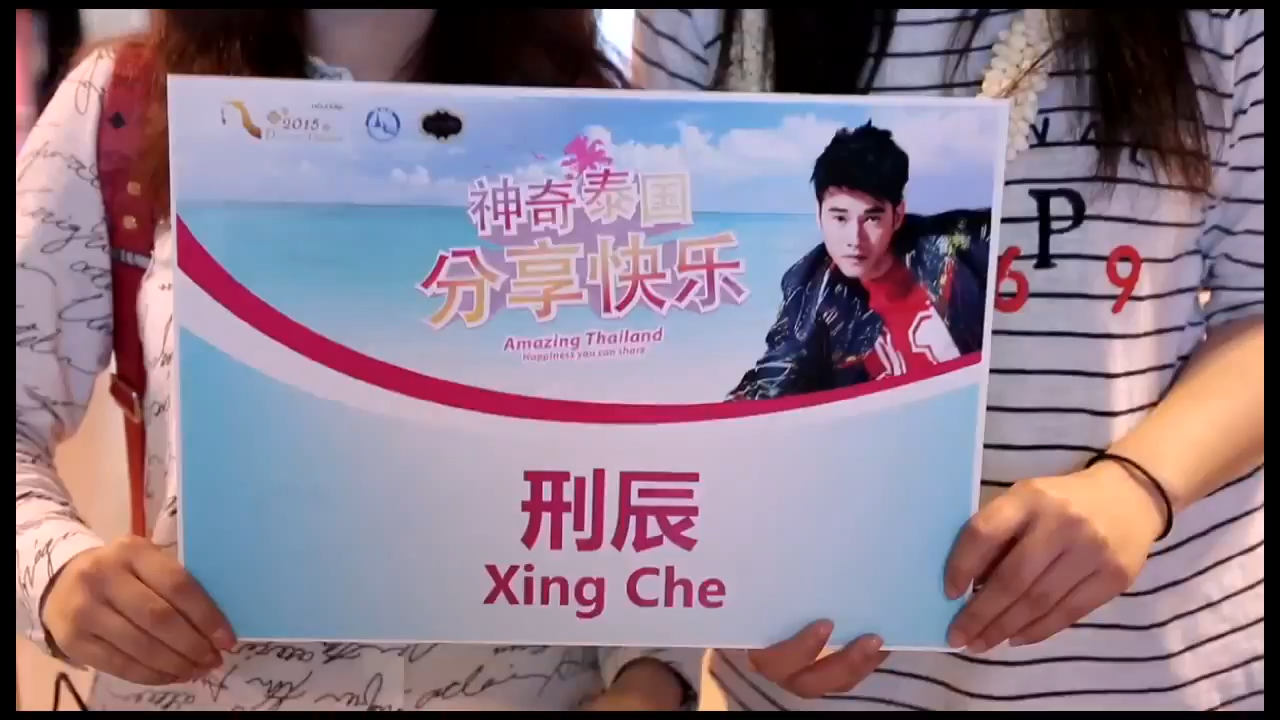 2015
神奇泰国
分享快乐
Amazing Thailand
Happiness you can share
刑辰
Xing Che
P
69